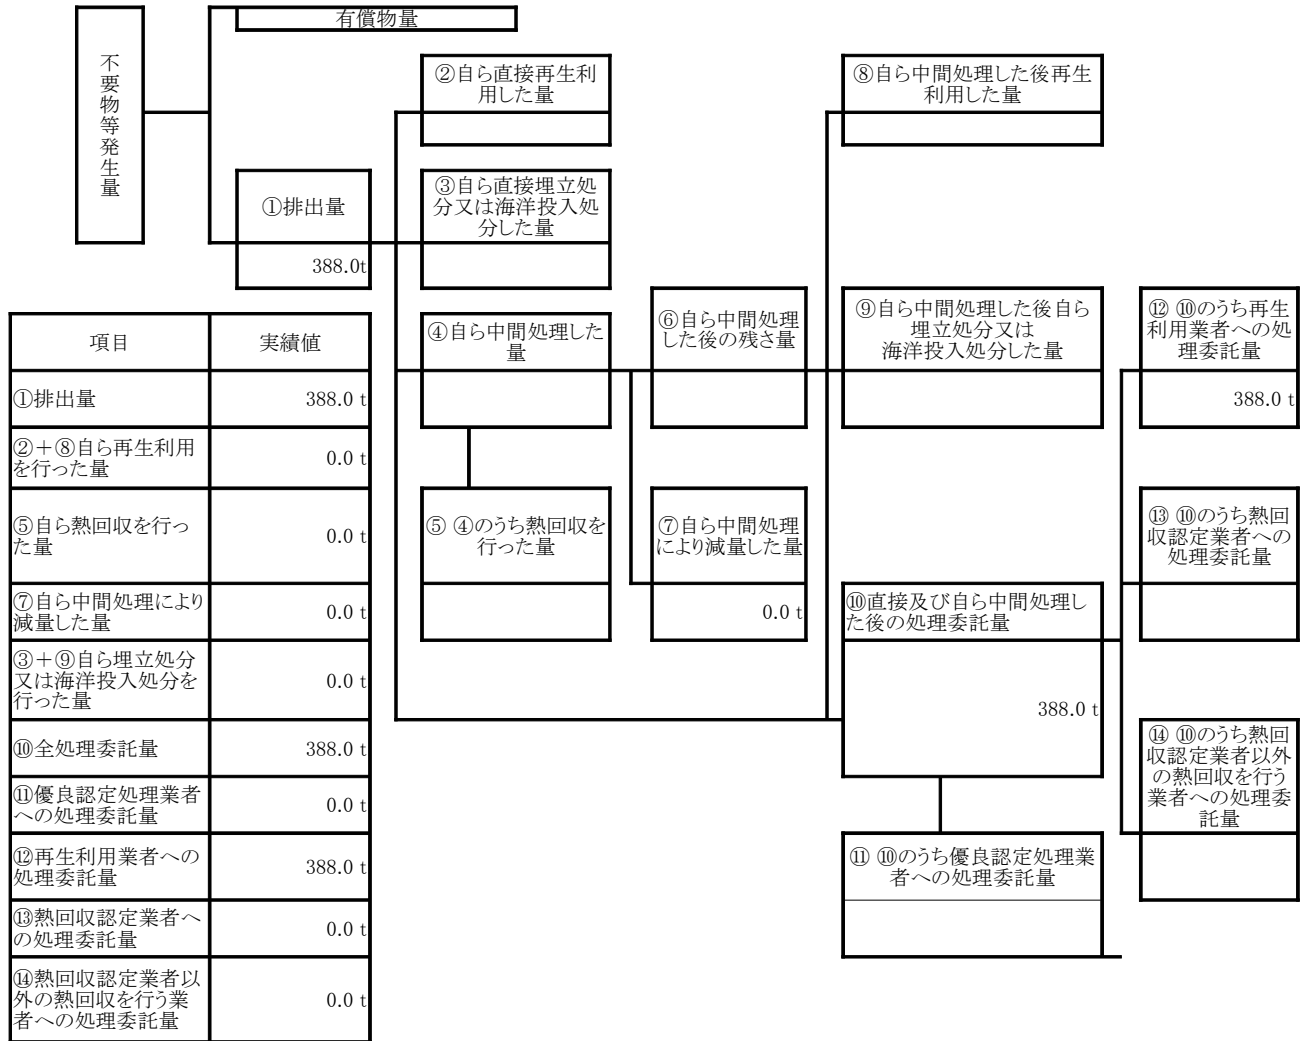 有償物量
不要物等発生量
②自ら直接再生利
用した量
⑧自ら中間処理した後再生
利用した量
①排出量
388.0t
③自ら直接埋立処
分又は海洋投入処
分した量
④自ら中間処理した
量
⑥自ら中間処理
した後の残さ量
⑨自ら中間処理した後自ら
埋立処分又は
海洋投入処分した量
⑫ ⑩のうち再生
利用業者への処
理委託量
388.0 t
⑤ ④のうち熱回収を
行った量
⑦自ら中間処理
により減量した量
0.0 t
⑬ ⑩のうち熱回
収認定業者への
処理委託量
⑩直接及び自ら中間処理し
た後の処理委託量
388.0 t
⑭ ⑩のうち熱回
収認定業者以外
の熱回収を行う
業者への処理委
託量
⑪ ⑩のうち優良認定処理業
者への処理委託量
項目 実績値
①排出量 388.0 t
②＋⑧自ら再生利用
を行った量 0.0 t
⑤自ら熱回収を行っ
た量 0.0 t
⑦自ら中間処理により
減量した量 0.0 t
③＋⑨自ら埋立処分
又は海洋投入処分を
行った量 0.0 t
⑩全処理委託量 388.0 t
⑪優良認定処理業者
への処理委託量 0.0 t
⑫再生利用業者への
処理委託量 388.0 t
⑬熱回収認定業者へ
の処理委託量 0.0 t
⑭熱回収認定業者以
外の熱回収を行う業
者への処理委託量 0.0 t